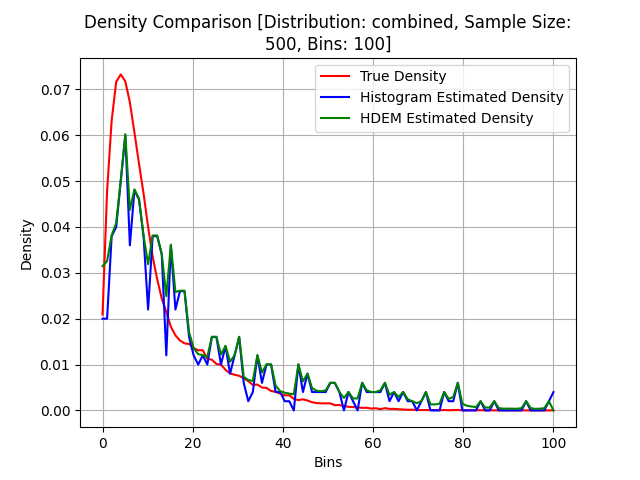 Density Comparison [Distribution: combined, Sample Size:
500, Bins: 100]
True Density
Histogram Estimated Density
HDEM Estimated Density
Density
0.07
0.06
0.05
0.04
0.03
0.02
0.01
0.00
0 20 40 60 80 100
Bins